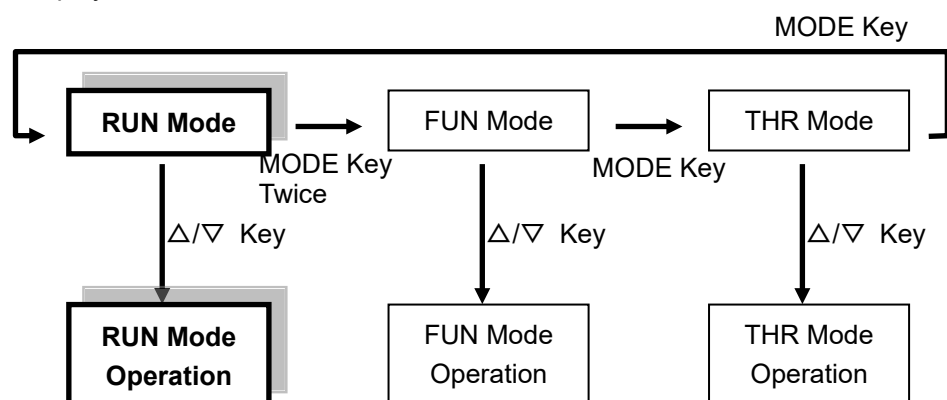 MODE Key
RUN Mode
FUN Mode
THR Mode
MODE Key
Twice
MODE Key
△/▽ Key
△/▽ Key
△/▽ Key
RUN Mode
Operation
FUN Mode
Operation
THR Mode
Operation